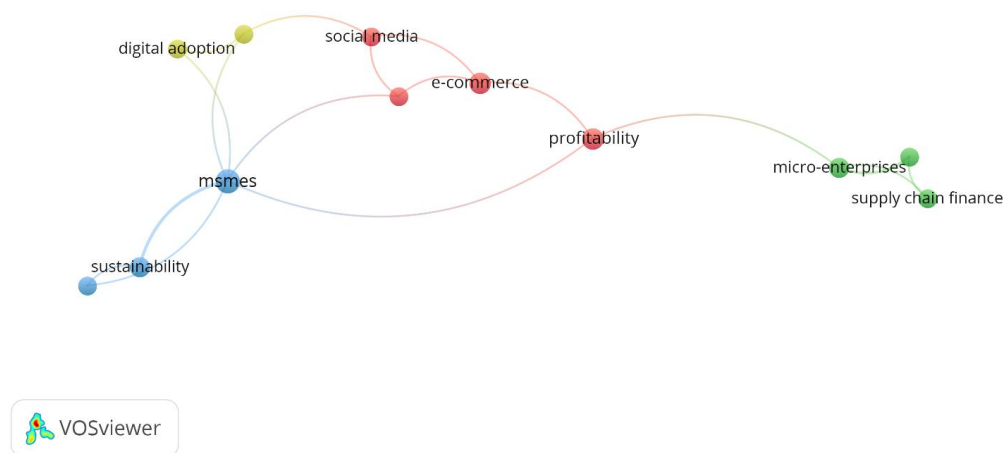 social media
digital adoption
e-commerce
profitability
micro-enterprises
msmes
supply chain finance
sustainability
VOSviewer